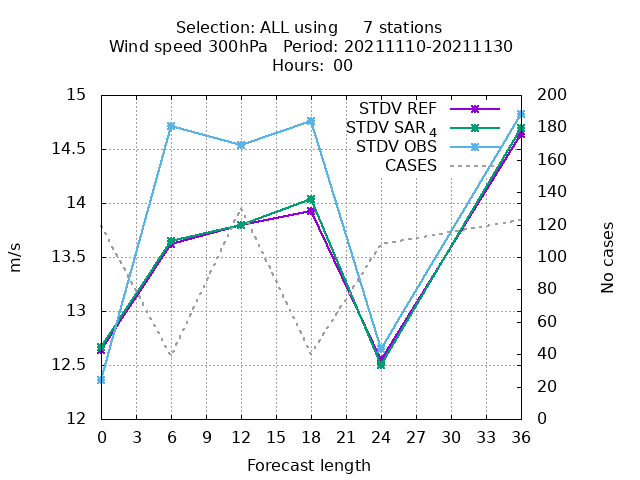 Selection: ALL using     7 stations
Wind speed 300hPa   Period: 20211110-20211130
Hours:  00
STDV REF
STDV SAR4
STDV OBS
CASES
15
14.5
14
13.5
13
12.5
12
m/s
200
180
160
140
120
100
80
60
40
20
0
No cases
0 3 6 9 12 15 18 21 24 27 30 33 36
Forecast length